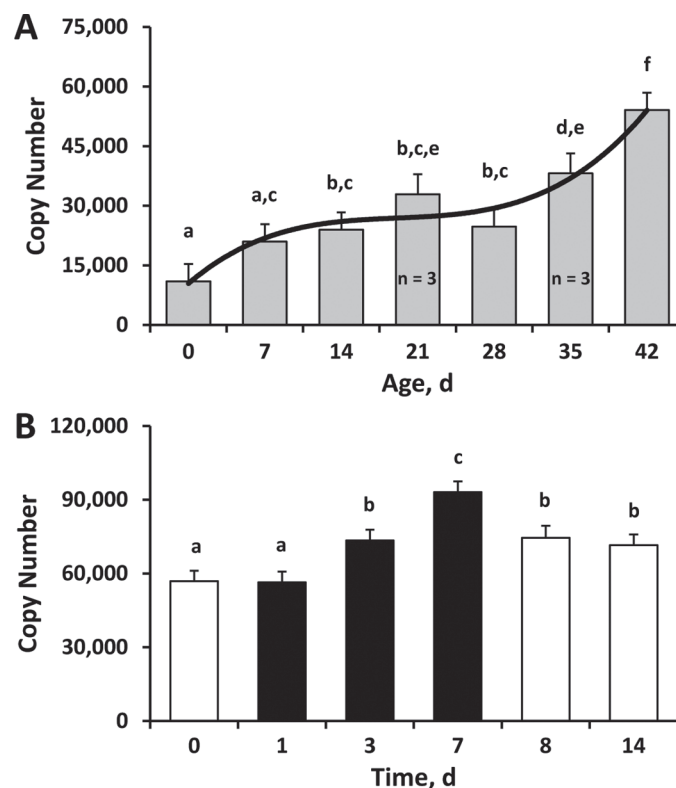 A
75,000
60,000
45,000
30,000
15,000
0
Copy Number
a
a,c
b,c
b,c,e
b,c
d,e
f
n = 3
n = 3
0 7 14 21 28 35 42
Age, d
B
120,000
90,000
60,000
30,000
0
Copy Number
a
a
b
c
b
b
0 1 3 7 8 14
Time, d